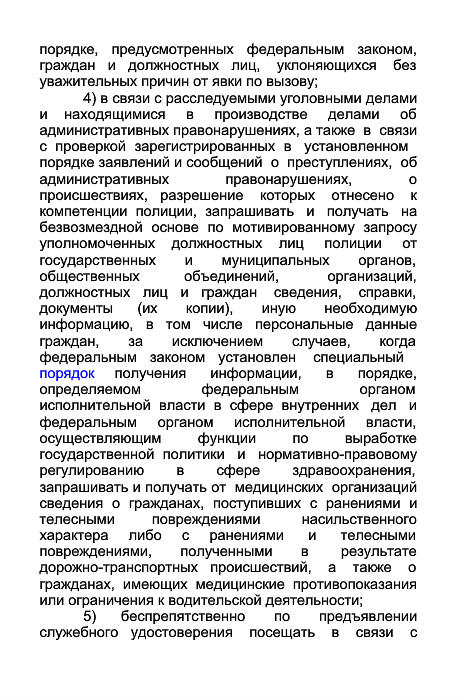 порядке, предусмотренных федеральным законом,
граждан и должностных лиц, уклоняющихся без
уважительных причин от явки по вызову;
4) в связи с расследуемыми уголовными делами
и находящимися в производстве делами об
административных правонарушениях, а также в связи
с проверкой зарегистрированных в установленном
порядке заявлений и сообщений о преступлениях, об
административных правонарушениях, о
происшествиях, разрешение которых отнесено к
компетенции полиции, запрашивать и получать на
безвозмездной основе по мотивированному запросу
уполномоченных должностных лиц полиции от
государственных и муниципальных органов,
общественных объединений, организаций,
должностных лиц и граждан сведения, справки,
документы (их копии), иную необходимую
информацию, в том числе персональные данные
граждан, за исключением случаев, когда
федеральным законом установлен специальный
порядок получения информации, в порядке,
определяемом федеральным органом
исполнительной власти в сфере внутренних дел и
федеральным органом исполнительной власти,
осуществляющим функции по выработке
государственной политики и нормативно-правовому
регулированию в сфере здравоохранения,
запрашивать и получать от медицинских организаций
сведения о гражданах, поступивших с ранениями и
телесными повреждениями насильственного
характера либо с ранениями и телесными
повреждениями, полученными в результате
дорожно-транспортных происшествий, а также о
гражданах, имеющих медицинские противопоказания
или ограничения к водительской деятельности;
5) беспрепятственно по предъявлении
служебного удостоверения посещать в связи с